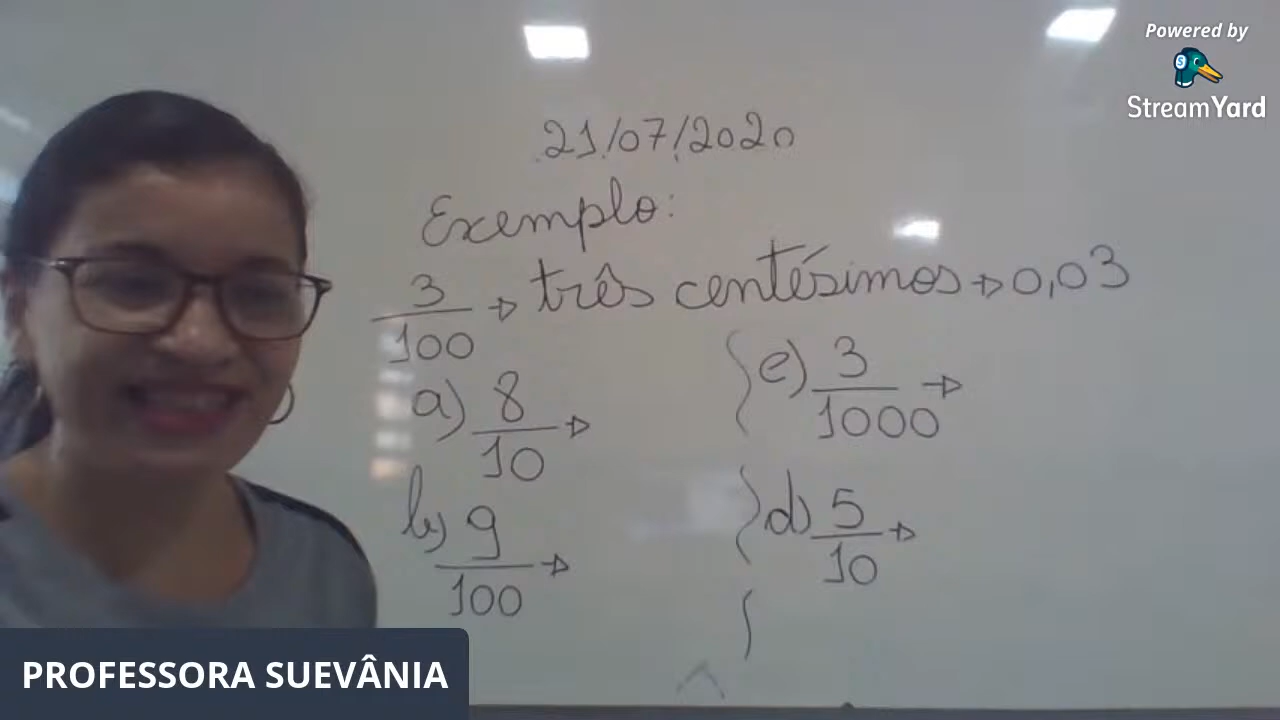 Powered by
StreamYard
21/07/2020
Exemplo:
3/100 → três centésimos → 0,03
a) 8/10 →
b) 9/100 →
c) 3/1000 →
d) 5/10 →
PROFESSORA SUEVÂNIA